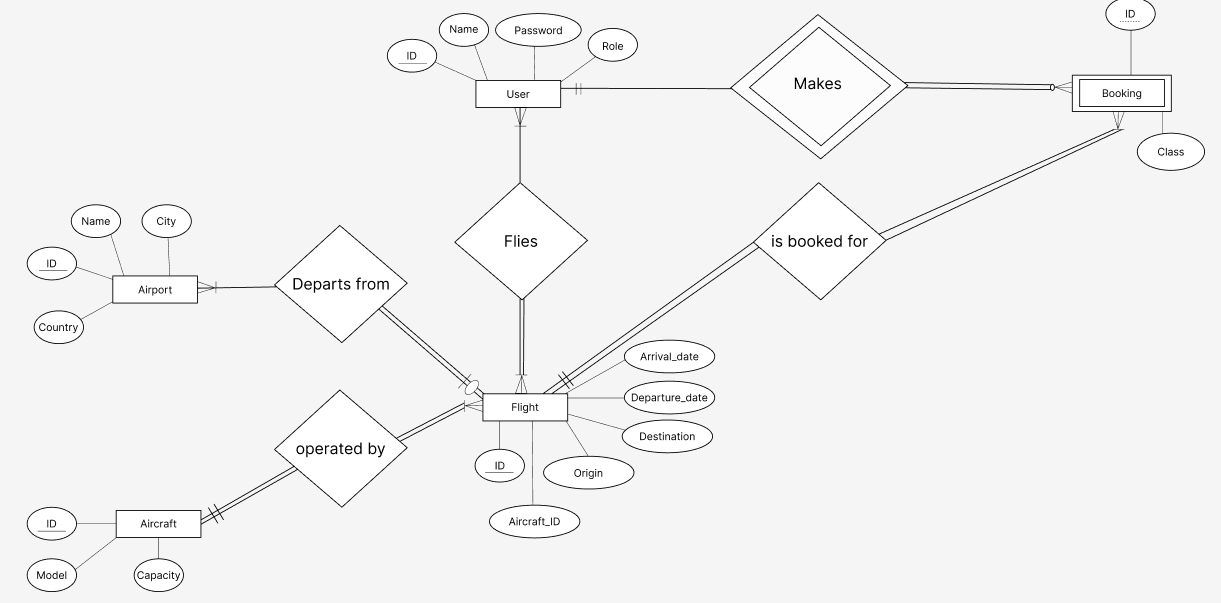 ID
Name
Password
Role
ID
User
Makes
Booking
Class
Name
City
ID
Airport
Country
Departs from
Flies
is booked for
Arrival_date
Departure_date
Flight
Destination
ID
Origin
Aircraft_ID
operated by
ID
Aircraft
Model
Capacity